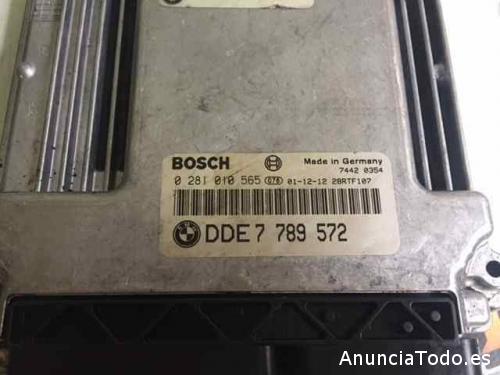 BOSCH
Made in Germany
7442 0354
0 281 010 565 G76 01-12-12 28RTF107
DDE 7 789 572
AnunciaTodo.es